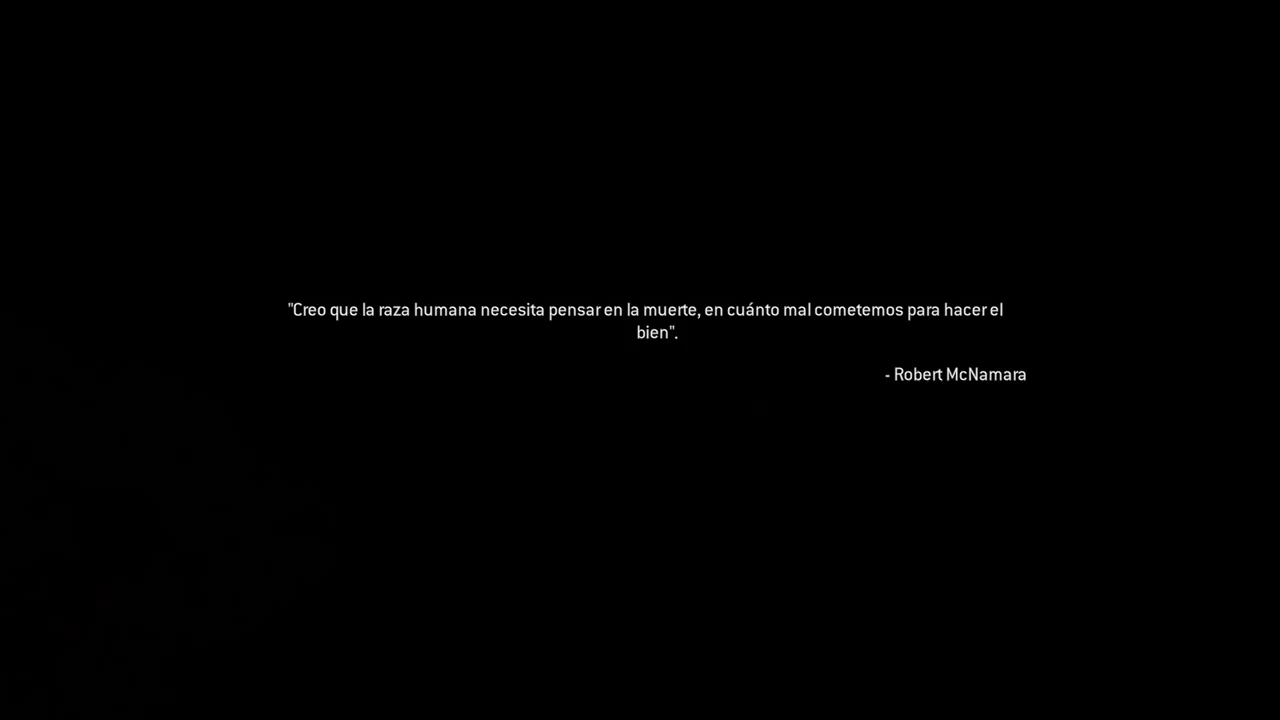 "Creo que la raza humana necesita pensar en la muerte, en cuánto mal cometemos para hacer el
bien".
- Robert McNamara